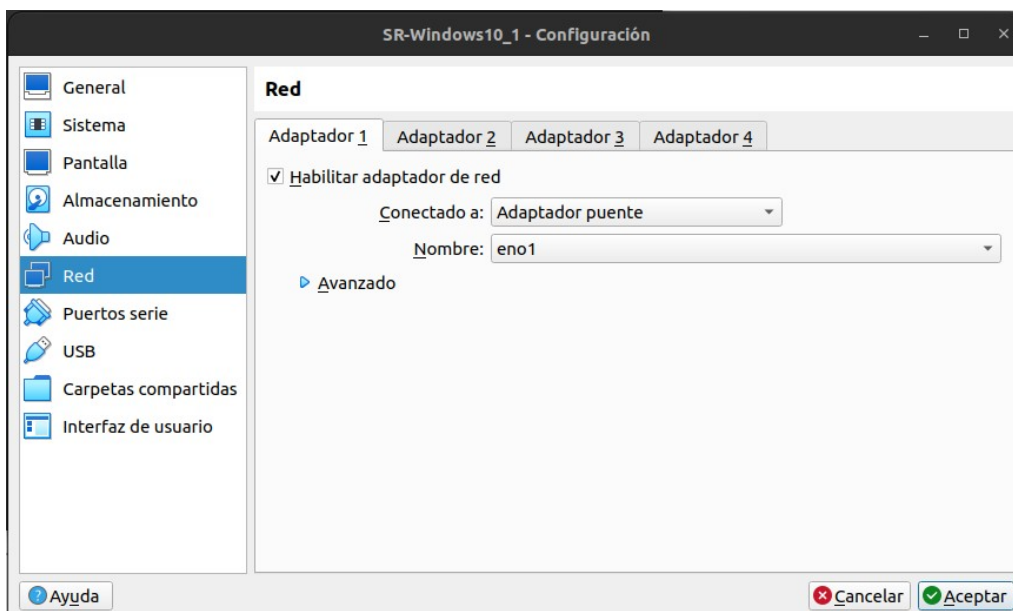 SR-Windows10_1 - Configuración
General
Sistema
Pantalla
Almacenamiento
Audio
Red
Puertos serie
USB
Carpetas compartidas
Interfaz de usuario
Red
Adaptador 1 Adaptador 2 Adaptador 3 Adaptador 4
Habilitar adaptador de red
Conectado a: Adaptador puente
Nombre: eno1
Avanzado
Ayuda Cancelar Aceptar